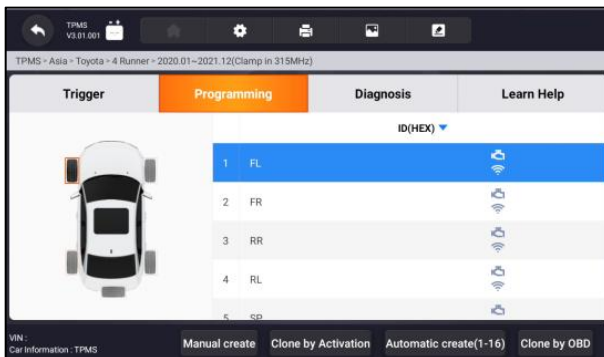 TPMS
V3.01.001
TPMS > Asia > Toyota > 4 Runner > 2020.01~2021.12(Clamp in 315MHz)
Trigger Programming Diagnosis Learn Help
ID(HEX)
1 FL
2 FR
3 RR
4 RL
5 SP
VIN :
Car Information : TPMS
Manual create Clone by Activation Automatic create(1-16) Clone by OBD